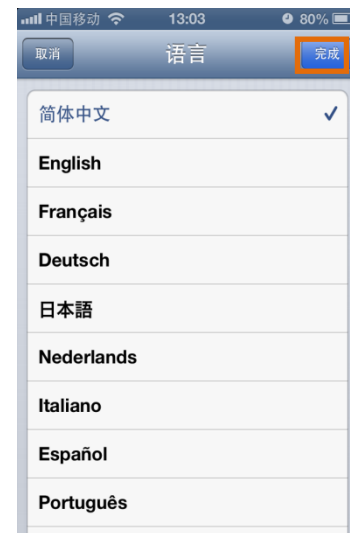 中国移动 13:03 80%
取消 语言 完成
简体中文
English
Français
Deutsch
日本語
Nederlands
Italiano
Español
Português